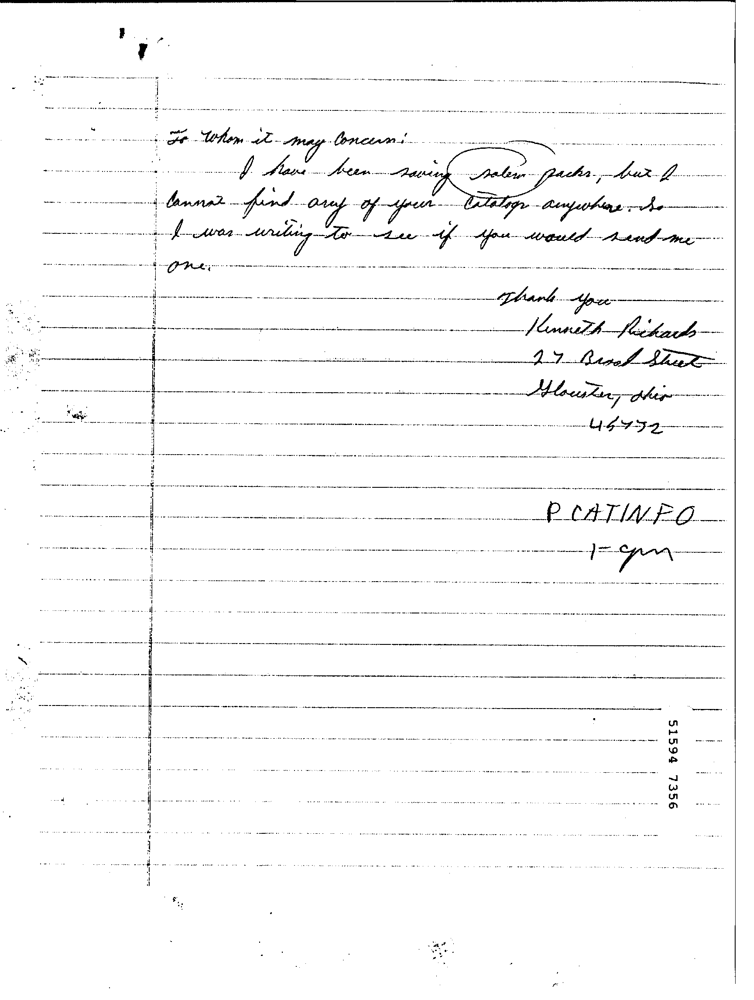 To Whom it may Concern:
I have been saving salem packs, but I
Cannot find any of your Catalogs anywhere. So
I was writing to see if you would send me
one.
Thank you
Kenneth Richards
27 Broad Street
Glouster, Ohio
45732
P CATINFO
1-
51594 7356